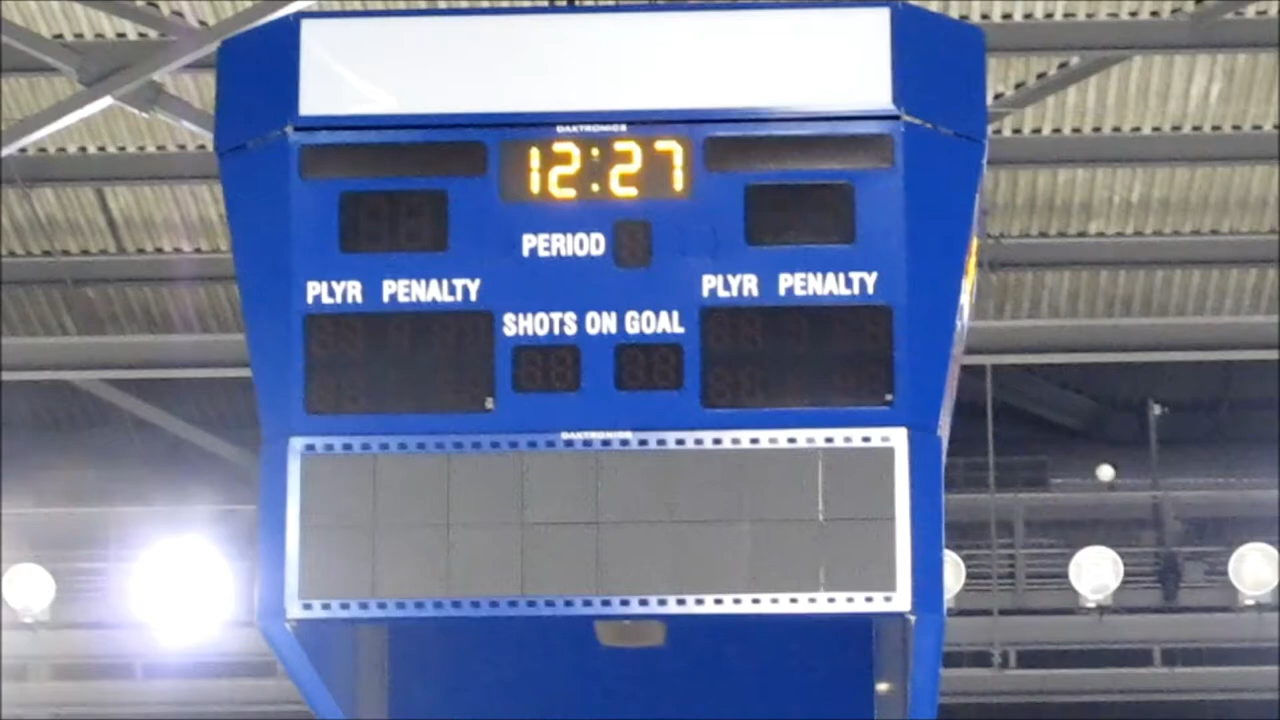 DAKTRONICS
12:27
PERIOD
PLYR PENALTY
PLYR PENALTY
SHOTS ON GOAL
DAKTRONICS